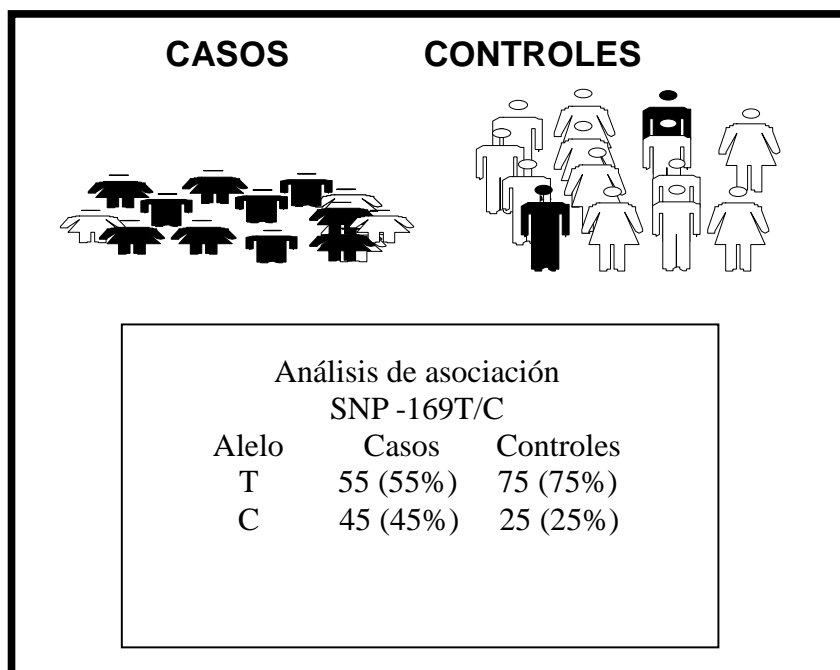 CASOS CONTROLES
Análisis de asociación
SNP -169T/C
Alelo Casos Controles
T 55 (55%) 75 (75%)
C 45 (45%) 25 (25%)